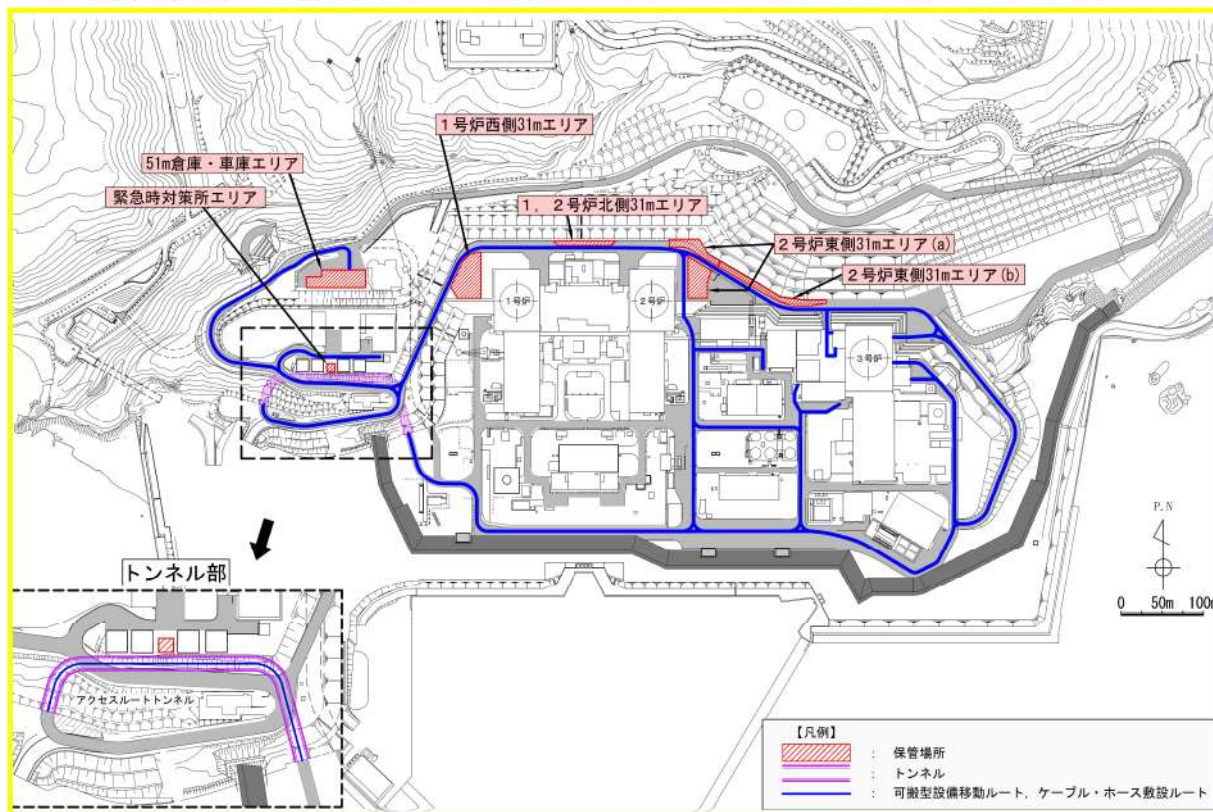 1号炉西側31mエリア
51m倉庫・車庫エリア
緊急時対策所エリア
1,2号炉北側31mエリア
2号炉東側31mエリア(a)
2号炉東側31mエリア(b)
1号炉
2号炉
3号炉
P.N
0 50m 100m
トンネル部
アクセスルートトンネル
【凡例】
: 保管場所
: トンネル
: 可搬型設備移動ルート,ケーブル・ホース敷設ルート